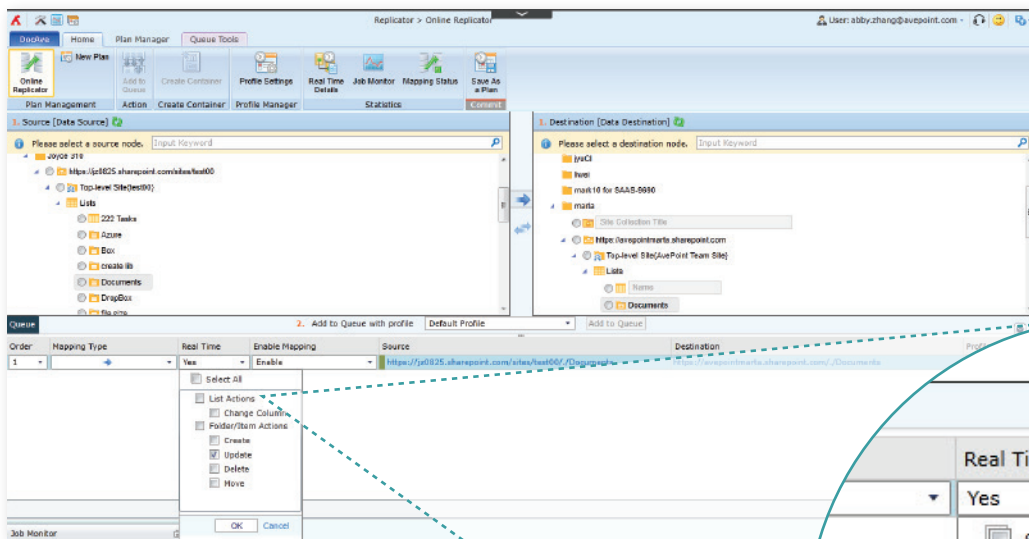 Replicator > Online Replicator
User: abby.zhang@avepoint.com
DocAve Home Plan Manager Queue Tools
New Plan
Online Replicator
Add to Queue
Create Container
Profile Settings
Real Time Details
Job Monitor
Mapping Status
Save As a Plan
Plan Management Action Create Container Profile Manager Statistics Commit
1. Source [Data Source]
Please select a source node. Input Keyword
Joyce 310
https://jz0825.sharepoint.com/sites/test00
Top-level Site(test00)
Lists
222 Tasks
Azure
Box
create lib
Documents
DropBox
file size
1. Destination [Data Destination]
Please select a destination node. Input Keyword
jyuCl
liwei
mark10 for SAAS-9690
marta
Site Collection Title
https://avepointmarta.sharepoint.com
Top-level Site(AvePoint Team Site)
Lists
Name
Documents
Queue 2. Add to Queue with profile Default Profile Add to Queue
Order Mapping Type Real Time Enable Mapping Source Destination
1 Yes Enable https://jz0825.sharepoint.com/sites/test00/./Documents https://avepointmarta.sharepoint.com/./Documents
Select All
List Actions
Change Column
Folder/Item Actions
Create
Update
Delete
Move
OK Cancel
Job Monitor
Real Ti
Yes